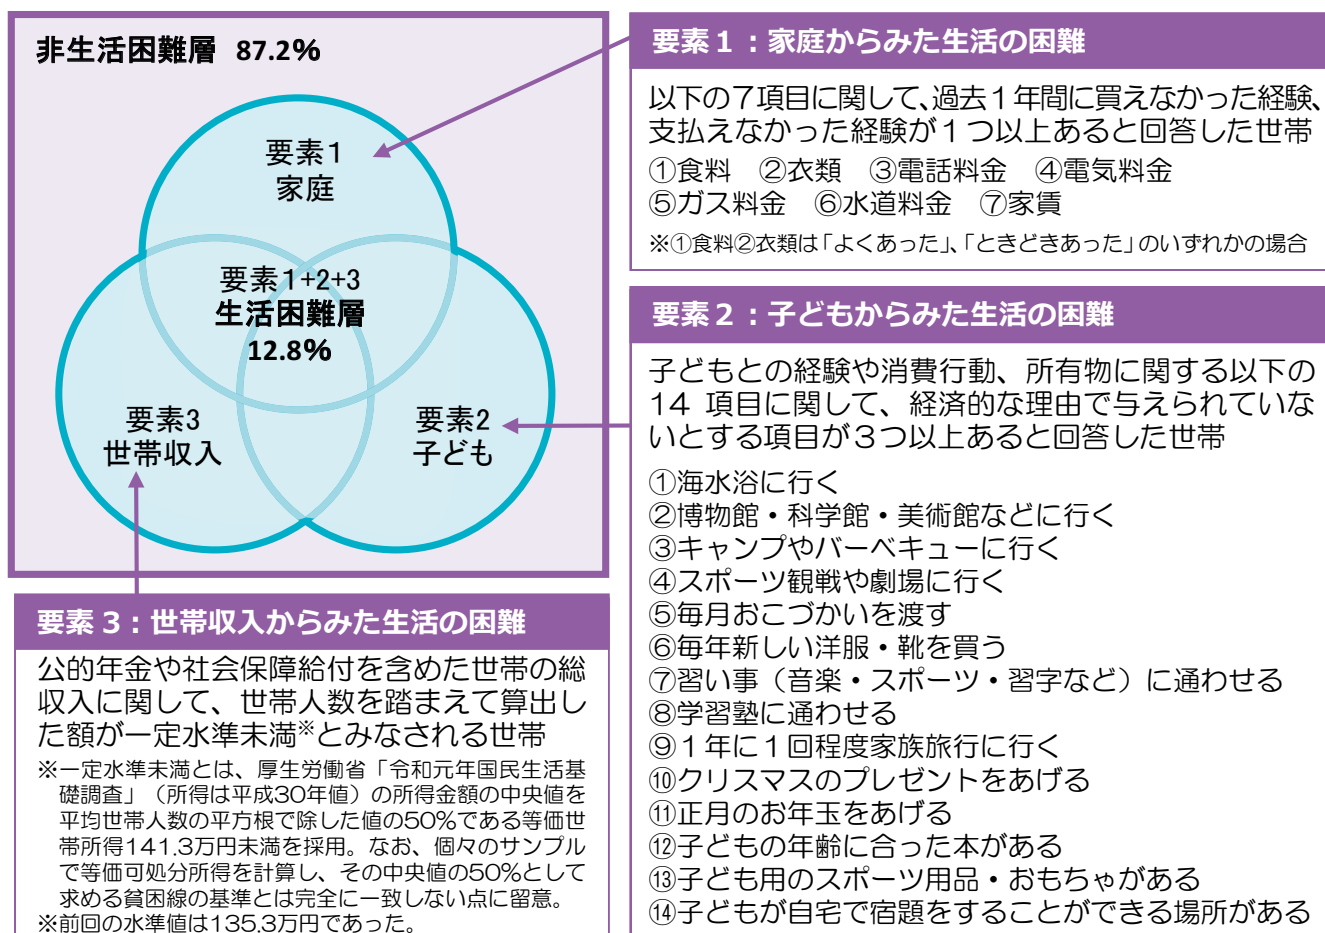 非生活困難層 87.2%
要素1
家庭
要素1+2+3
生活困難層
12.8%
要素3
世帯収入
要素2
子ども
要素1：家庭からみた生活の困難
以下の7項目に関して、過去1年間に買えなかった経験、
支払えなかった経験が1つ以上あると回答した世帯
①食料 ②衣類 ③電話料金 ④電気料金
⑤ガス料金 ⑥水道料金 ⑦家賃
※①食料②衣類は「よくあった」、「ときどきあった」のいずれかの場合
要素2：子どもからみた生活の困難
子どもとの経験や消費行動、所有物に関する以下の
14 項目に関して、経済的な理由で与えられていな
いとする項目が3つ以上あると回答した世帯
①海水浴に行く
②博物館・科学館・美術館などに行く
③キャンプやバーベキューに行く
④スポーツ観戦や劇場に行く
⑤毎月おこづかいを渡す
⑥毎年新しい洋服・靴を買う
⑦習い事（音楽・スポーツ・習字など）に通わせる
⑧学習塾に通わせる
⑨1年に1回程度家族旅行に行く
⑩クリスマスのプレゼントをあげる
⑪正月のお年玉をあげる
⑫子どもの年齢に合った本がある
⑬子ども用のスポーツ用品・おもちゃがある
⑭子どもが自宅で宿題をすることができる場所がある
要素3：世帯収入からみた生活の困難
公的年金や社会保障給付を含めた世帯の総
収入に関して、世帯人数を踏まえて算出し
た額が一定水準未満※とみなされる世帯
※一定水準未満とは、厚生労働省「令和元年国民生活基
礎調査」（所得は平成30年値）の所得金額の中央値を
平均世帯人数の平方根で除した値の50%である等価世
帯所得141.3万円未満を採用。なお、個々のサンプル
で等価可処分所得を計算し、その中央値の50%として
求める貧困線の基準とは完全に一致しない点に留意。
※前回の水準値は135.3万円であった。